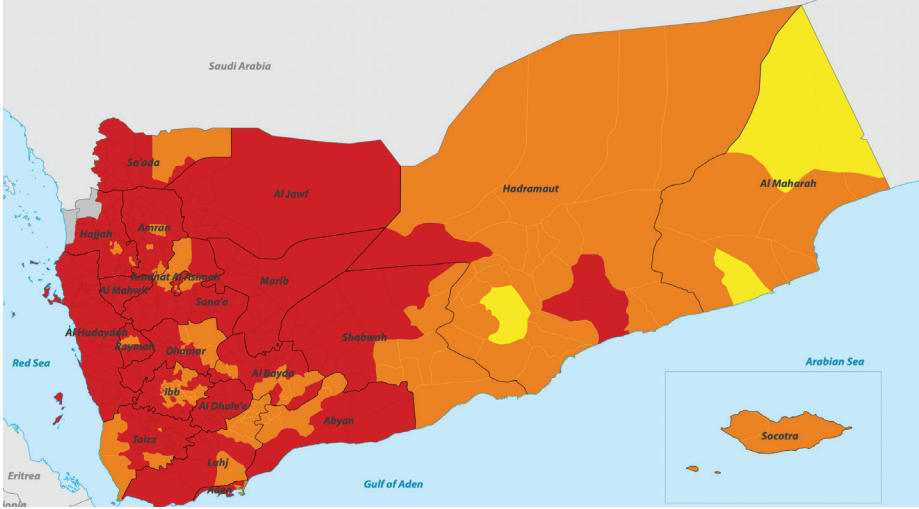 Saudi Arabia
Sa'ada
Al Jawf
Hadramaut
Al Maharah
Hajjah
Amran
Amanat Al Asimah
Marib
Al Mahwit
Sana'a
Al Hudaydah
Raymah
Dhamar
Shabwah
Red Sea
Arabian Sea
Al Bayda
Ibb
Al Dhale'e
Abyan
Socotra
Taizz
Lahj
Eritrea
Gulf of Aden
Aden